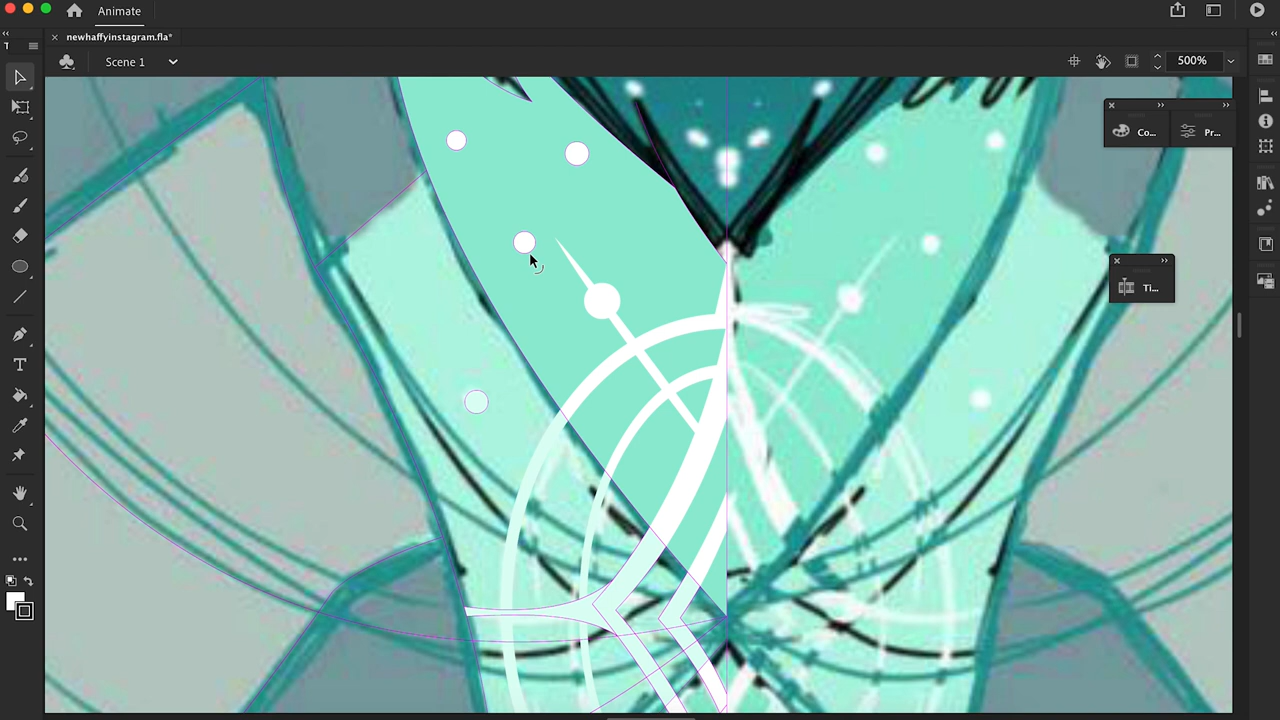 Animate
newhaffyinstagram.fla*
T
Scene 1
500%
Co...
Pr...
Ti...